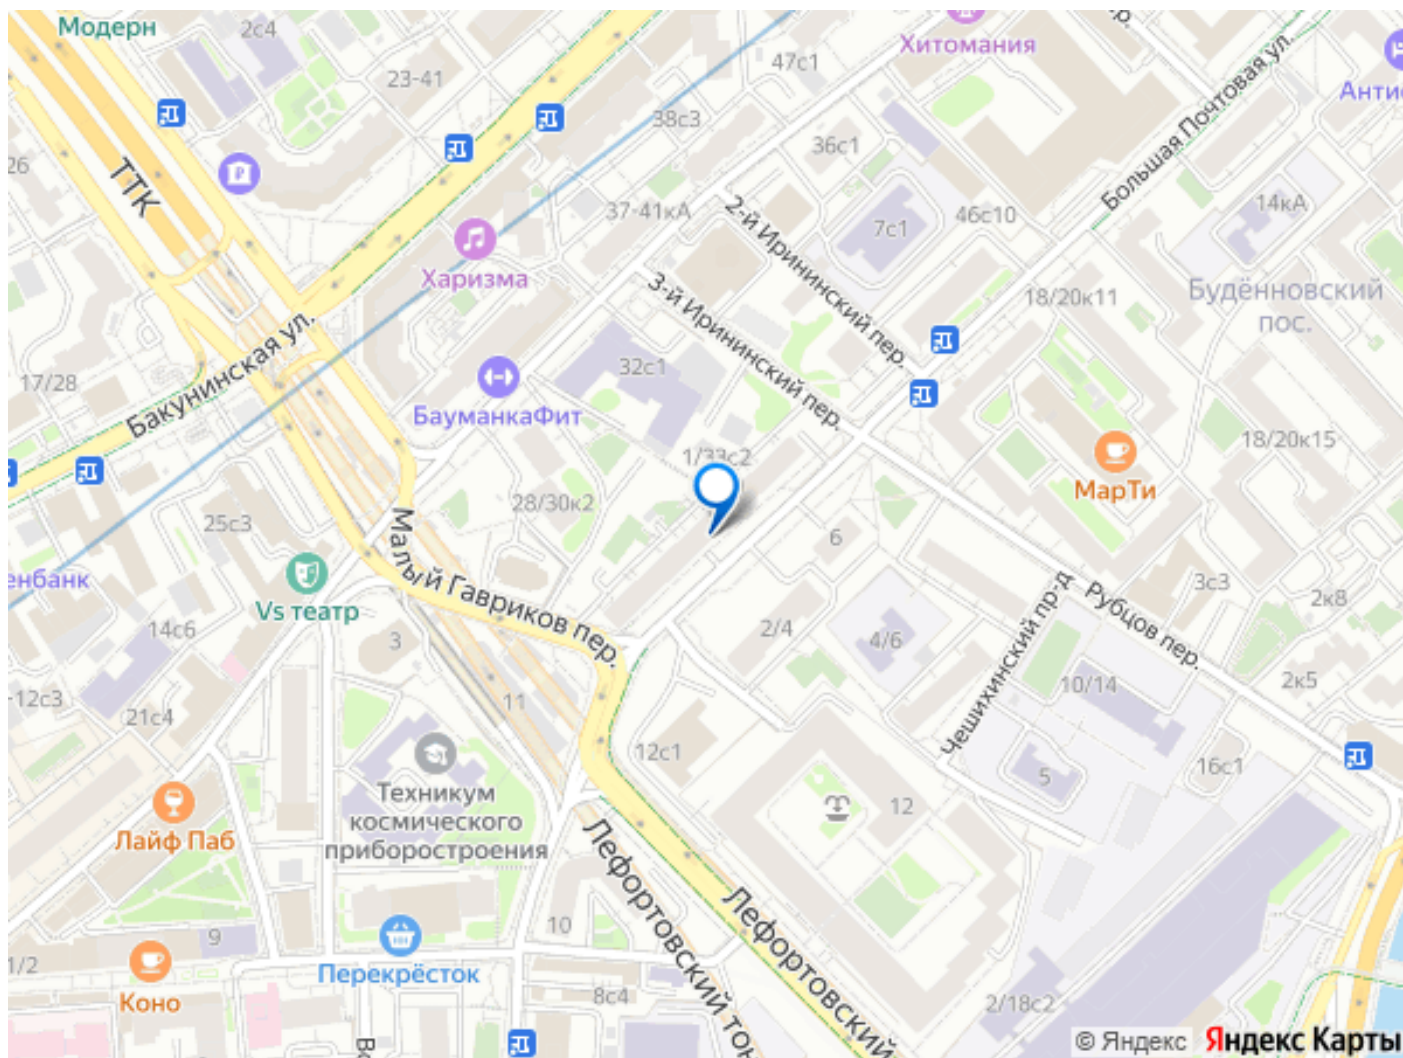 Модерн
2с4
23-41
47с1
Хитомания
Анти
Большая Почтовая ул.
38с3
36с1
26
ТТК
37-41кА
2-й Ирининский пер.
7с1
46с10
14кА
Харизма
3-й Ирининский пер.
18/20к11
Будённовский
пос.
Бакунинская ул.
17/28
32с1
БауманкаФит
18/20к15
1/33с2
МарТи
28/30к2
25с3
6
Малый Гавриков пер.
енбанк
Vs театр
3с3
2к8
Рубцов пер.
Чешихинский пр-д
14с6
3
2/4
4/6
10/14
2к5
-12с3
21с4
11
12с1
5
16с1
Техникум
космического
приборостроения
12
Лайф Паб
Лефортовский тон
Лефортовский
10
9
1/2
Перекрёсток
Коно
8с4
2/18с2
© Яндекс
Яндекс Карты